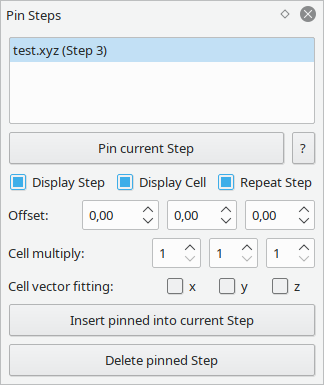 Pin Steps
test.xyz (Step 3)
Pin current Step ?
Display Step Display Cell Repeat Step
Offset: 0,00 0,00 0,00
Cell multiply: 1 1 1
Cell vector fitting: x y z
Insert pinned into current Step
Delete pinned Step